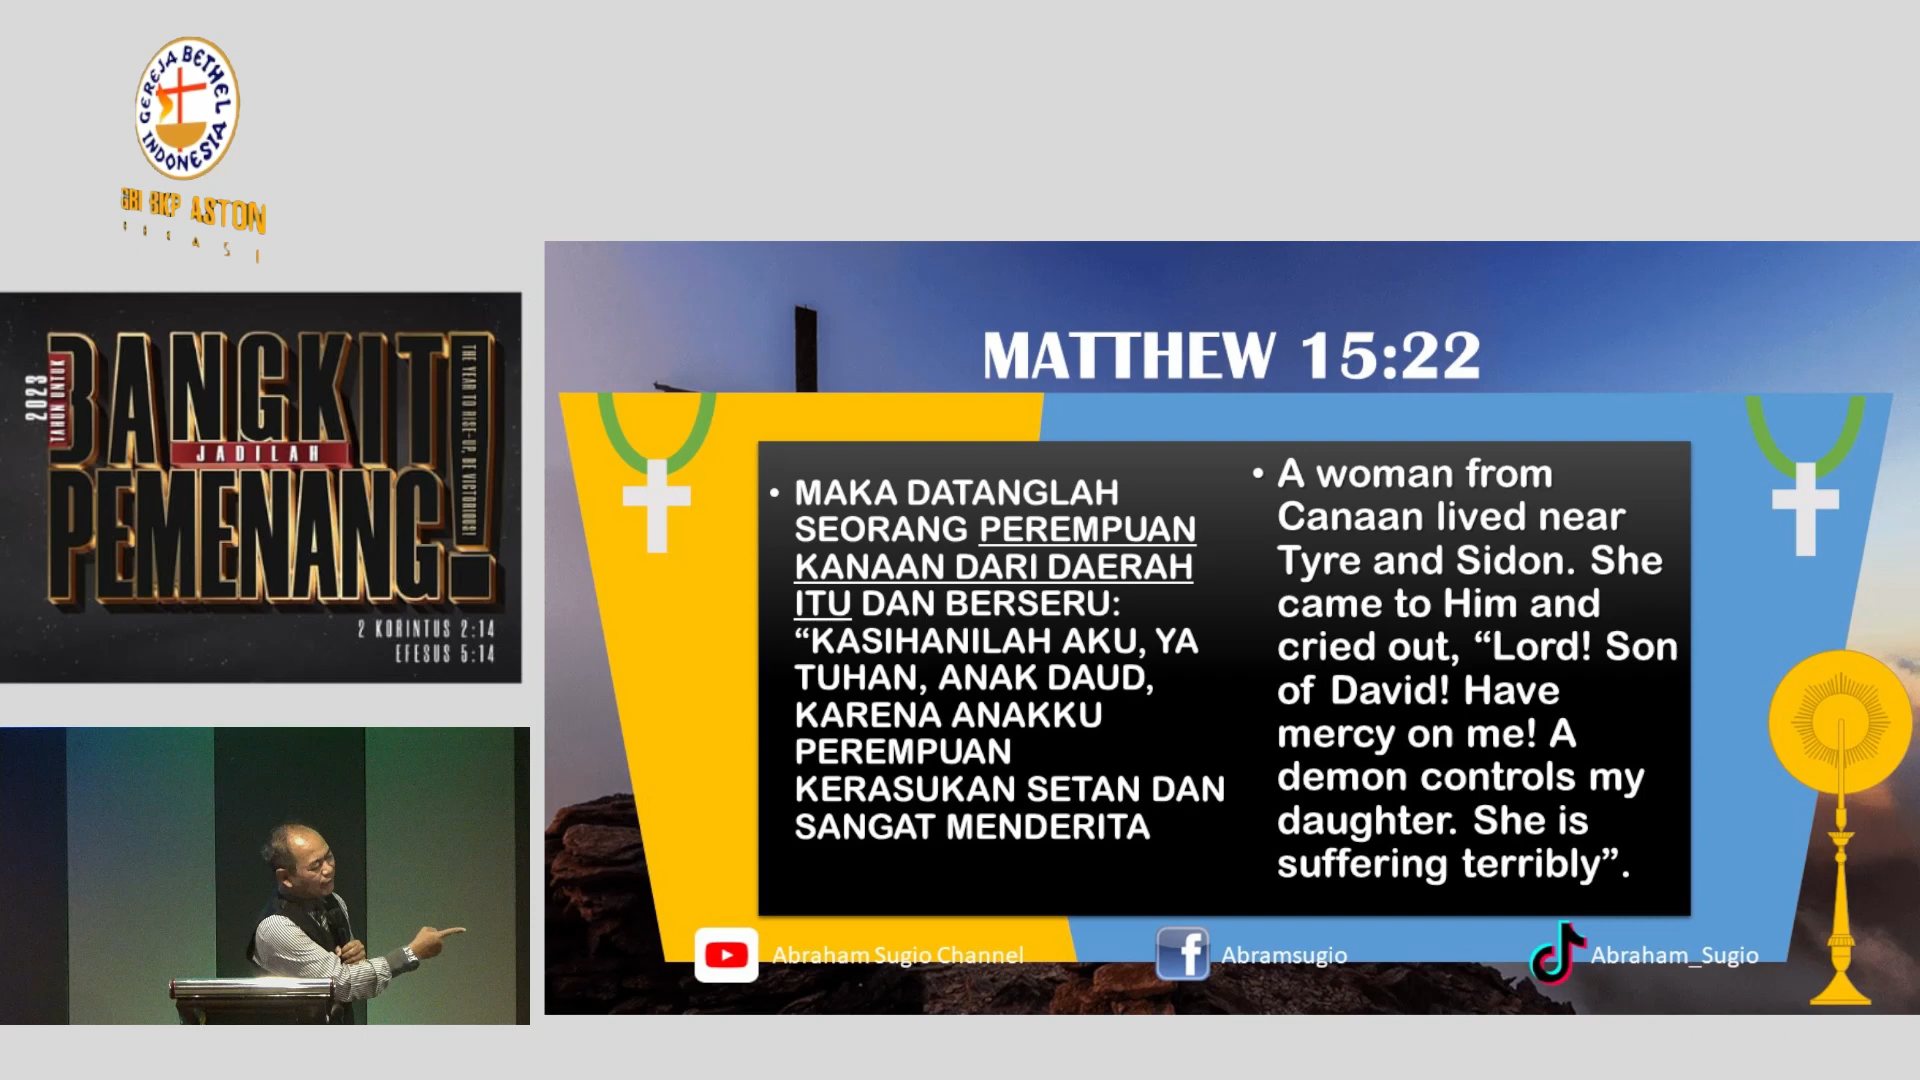 GEREJA BETHEL
INDONESIA
GBI BKP ASTON
2023
TAHUN UNTUK
BANGKIT!
JADILAH
PEMENANG!
THE YEAR TO RISE-UP, BE VICTORIOUS!
2 KORINTUS 2:14
EFESUS 5:14
MATTHEW 15:22
• MAKA DATANGLAH
SEORANG PEREMPUAN
KANAAN DARI DAERAH
ITU DAN BERSERU:
“KASIHANILAH AKU, YA
TUHAN, ANAK DAUD,
KARENA ANAKKU
PEREMPUAN
KERASUKAN SETAN DAN
SANGAT MENDERITA
• A woman from
Canaan lived near
Tyre and Sidon. She
came to Him and
cried out, “Lord! Son
of David! Have
mercy on me! A
demon controls my
daughter. She is
suffering terribly”.
Abraham Sugio Channel
Abramsugio
Abraham_Sugio